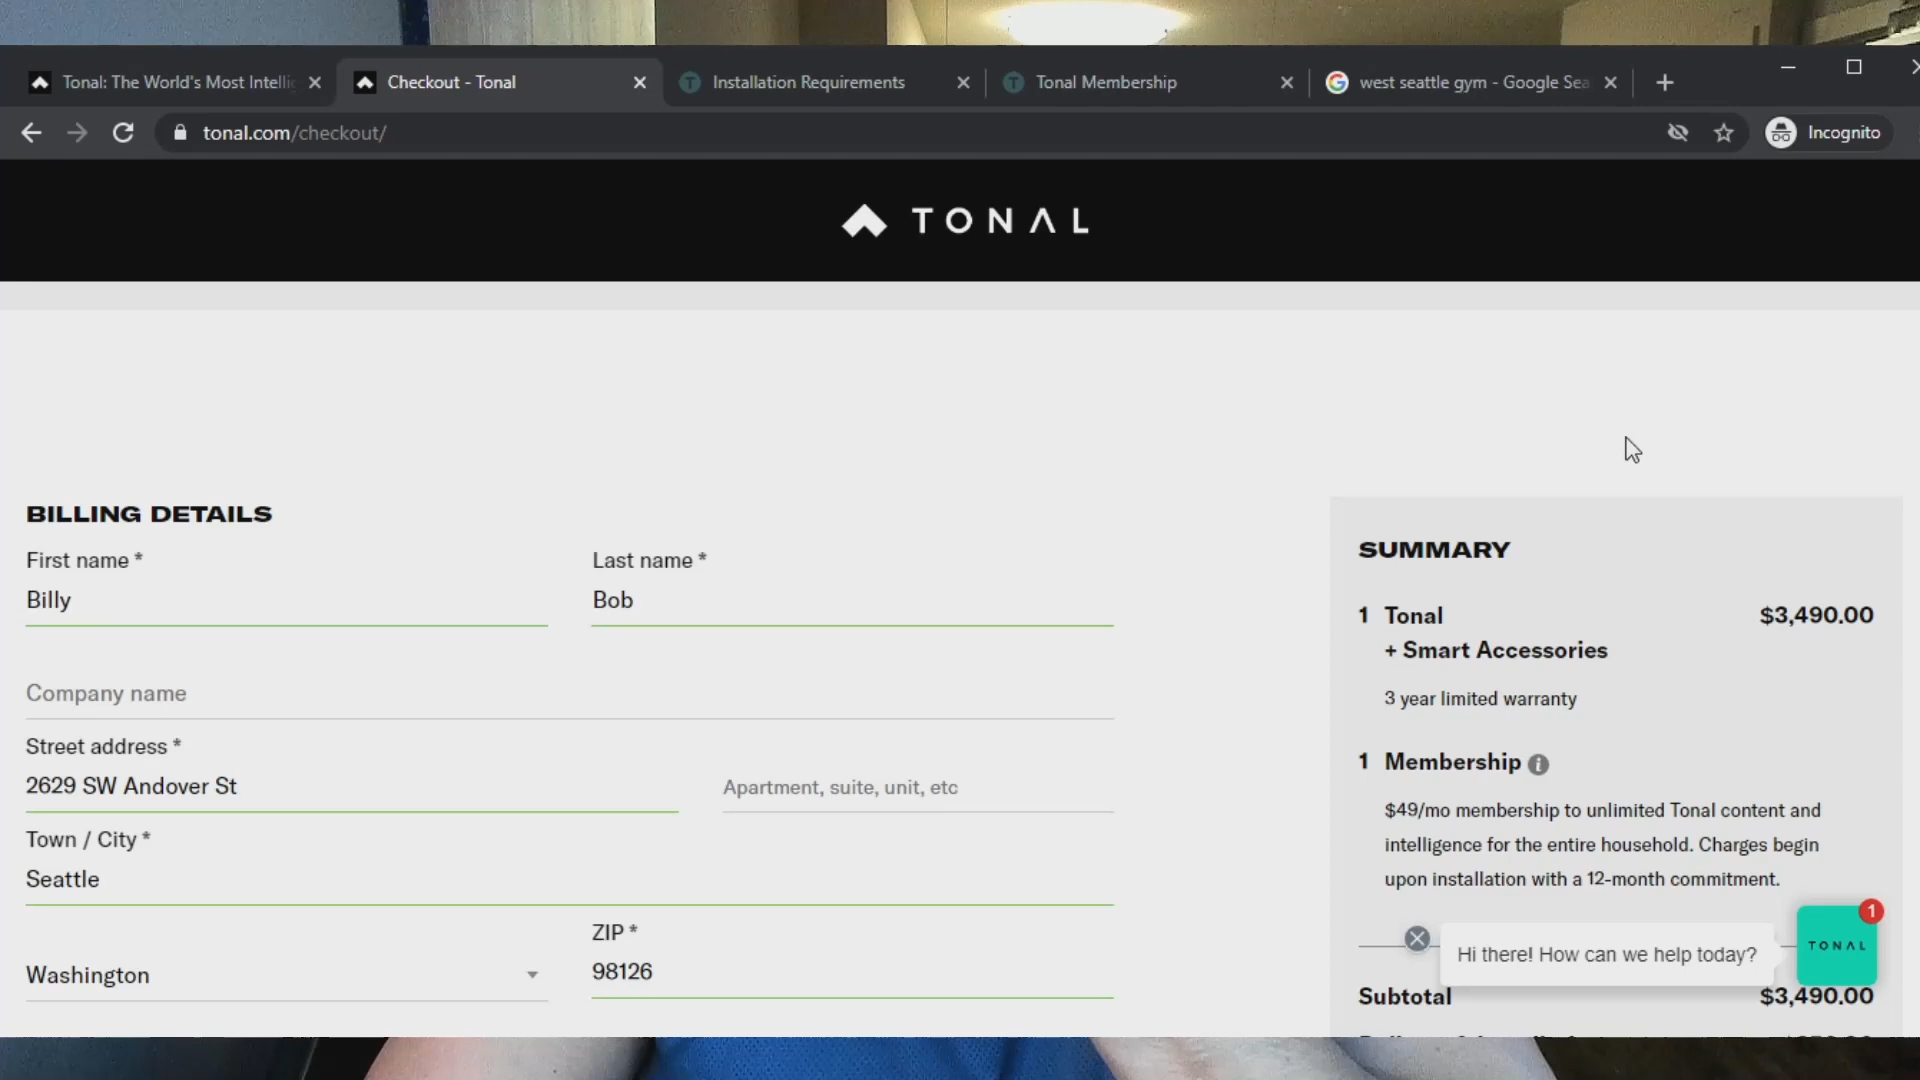 Tonal: The World's Most Intelli
Checkout - Tonal
Installation Requirements
Tonal Membership
west seattle gym - Google Sea
tonal.com/checkout/
Incognito
TONAL
BILLING DETAILS
First name *
Last name *
Billy
Bob
Company name
Street address *
2629 SW Andover St
Apartment, suite, unit, etc
Town / City *
Seattle
ZIP *
Washington
98126
SUMMARY
1 Tonal $3,490.00
+ Smart Accessories
3 year limited warranty
1 Membership
$49/mo membership to unlimited Tonal content and
intelligence for the entire household. Charges begin
upon installation with a 12-month commitment.
1
Hi there! How can we help today?
TONAL
Subtotal $3,490.00